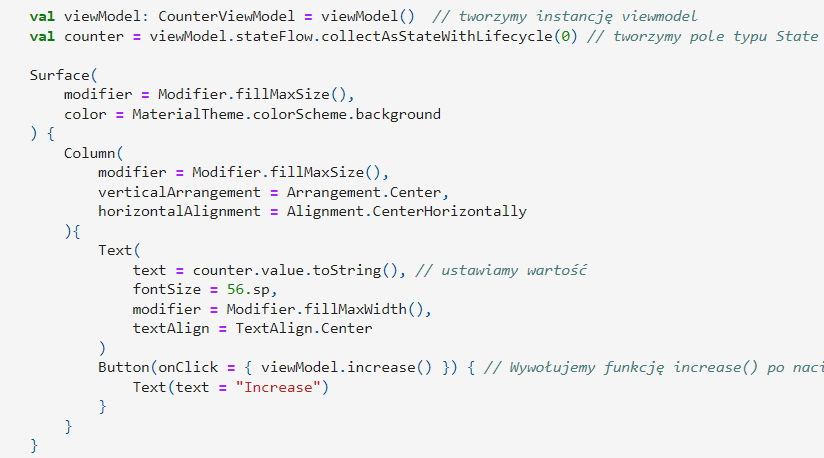 val viewModel: CounterViewModel = viewModel() // tworzymy instancję viewmodel
val counter = viewModel.stateFlow.collectAsStateWithLifecycle(0) // tworzymy pole typu State
Surface(
modifier = Modifier.fillMaxSize(),
color = MaterialTheme.colorScheme.background
) {
Column(
modifier = Modifier.fillMaxSize(),
verticalArrangement = Arrangement.Center,
horizontalAlignment = Alignment.CenterHorizontally
){
Text(
text = counter.value.toString(), // ustawiamy wartość
fontSize = 56.sp,
modifier = Modifier.fillMaxWidth(),
textAlign = TextAlign.Center
)
Button(onClick = { viewModel.increase() }) { // Wywołujemy funkcję increase() po naci
Text(text = "Increase")
}
}
}